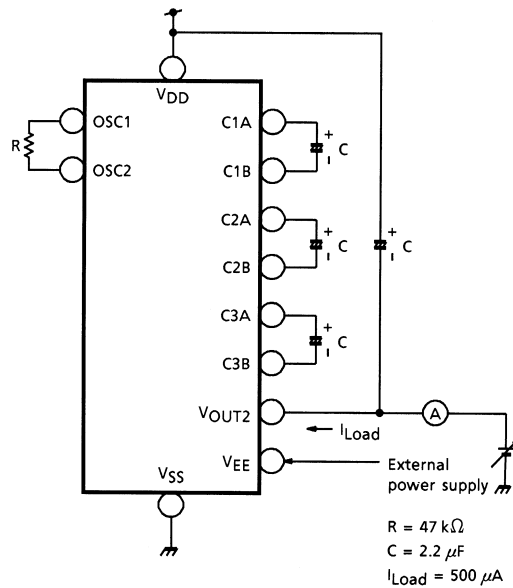 VDD
OSC1
OSC2
R
C1A
C1B
C2A
C2B
C3A
C3B
VOUT2
VEE
VSS
+
C
+
C
+
C
+
C
A
ILoad
External
power supply
R = 47 kΩ
C = 2.2 μF
ILoad = 500 μA